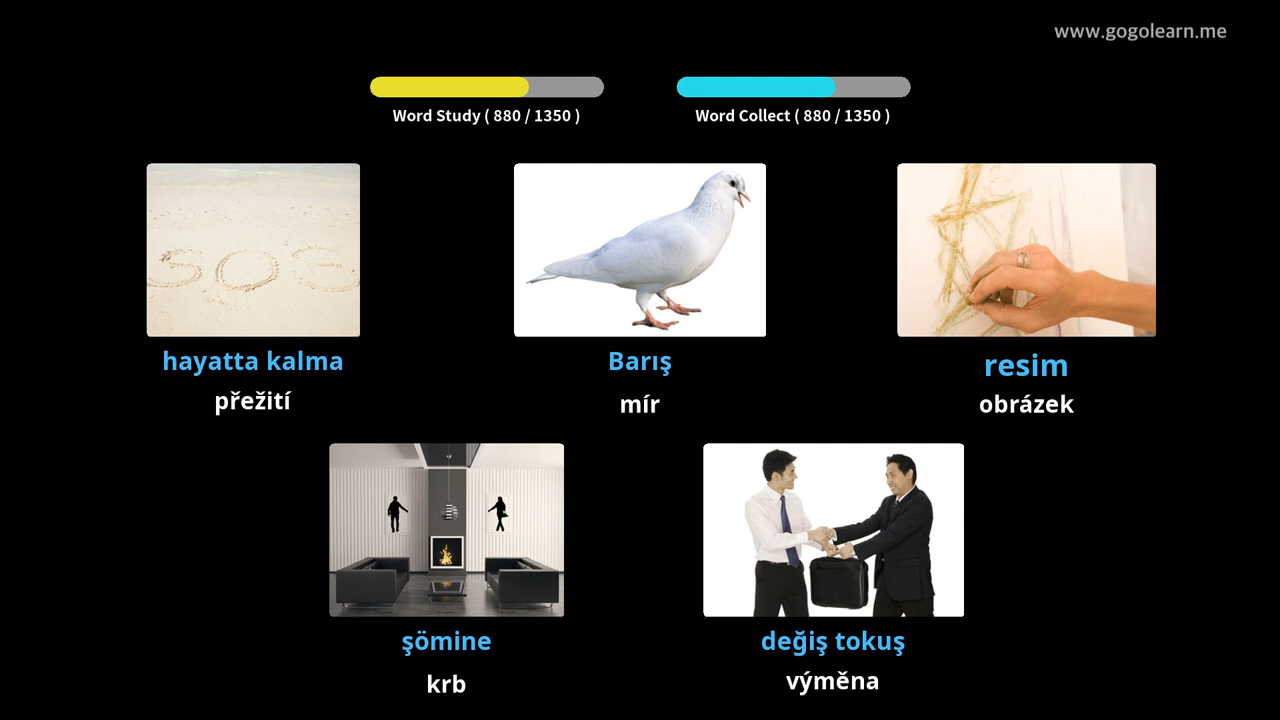 www.gogolearn.me
Word Study ( 880 / 1350 )
Word Collect ( 880 / 1350 )
SOS
hayatta kalma
Barış
resim
přežití
mír
obrázek
şömine
değiş tokuş
krb
výměna